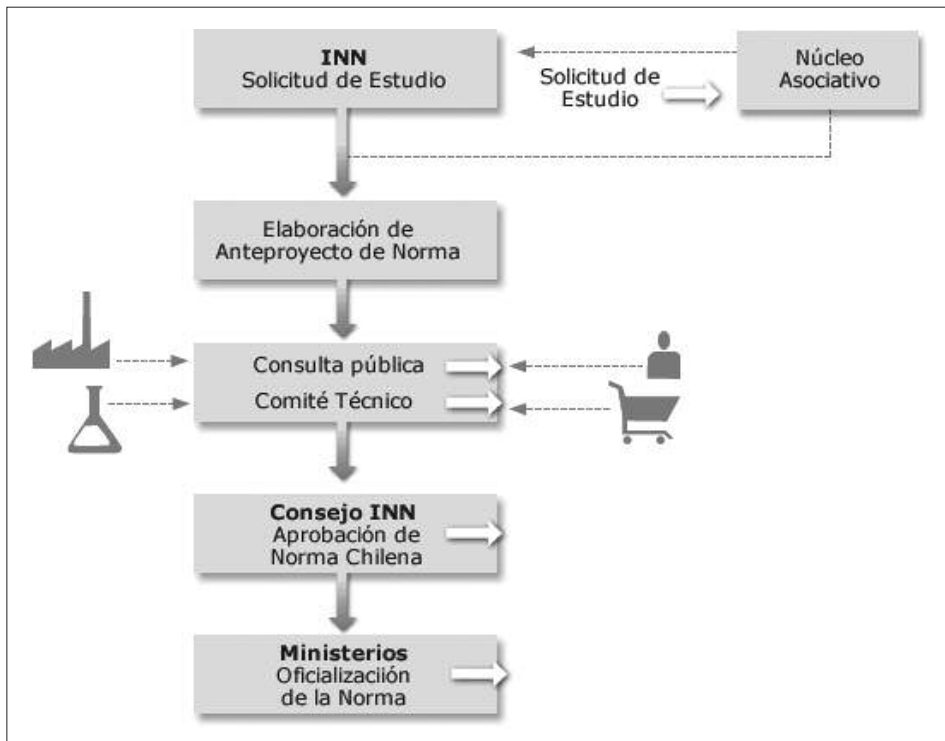 INN
Solicitud de Estudio
Solicitud de
Estudio
Núcleo
Asociativo
Elaboración de
Anteproyecto de Norma
Consulta pública
Comité Técnico
Consejo INN
Aprobación de
Norma Chilena
Ministerios
Oficializaciión
de la Norma